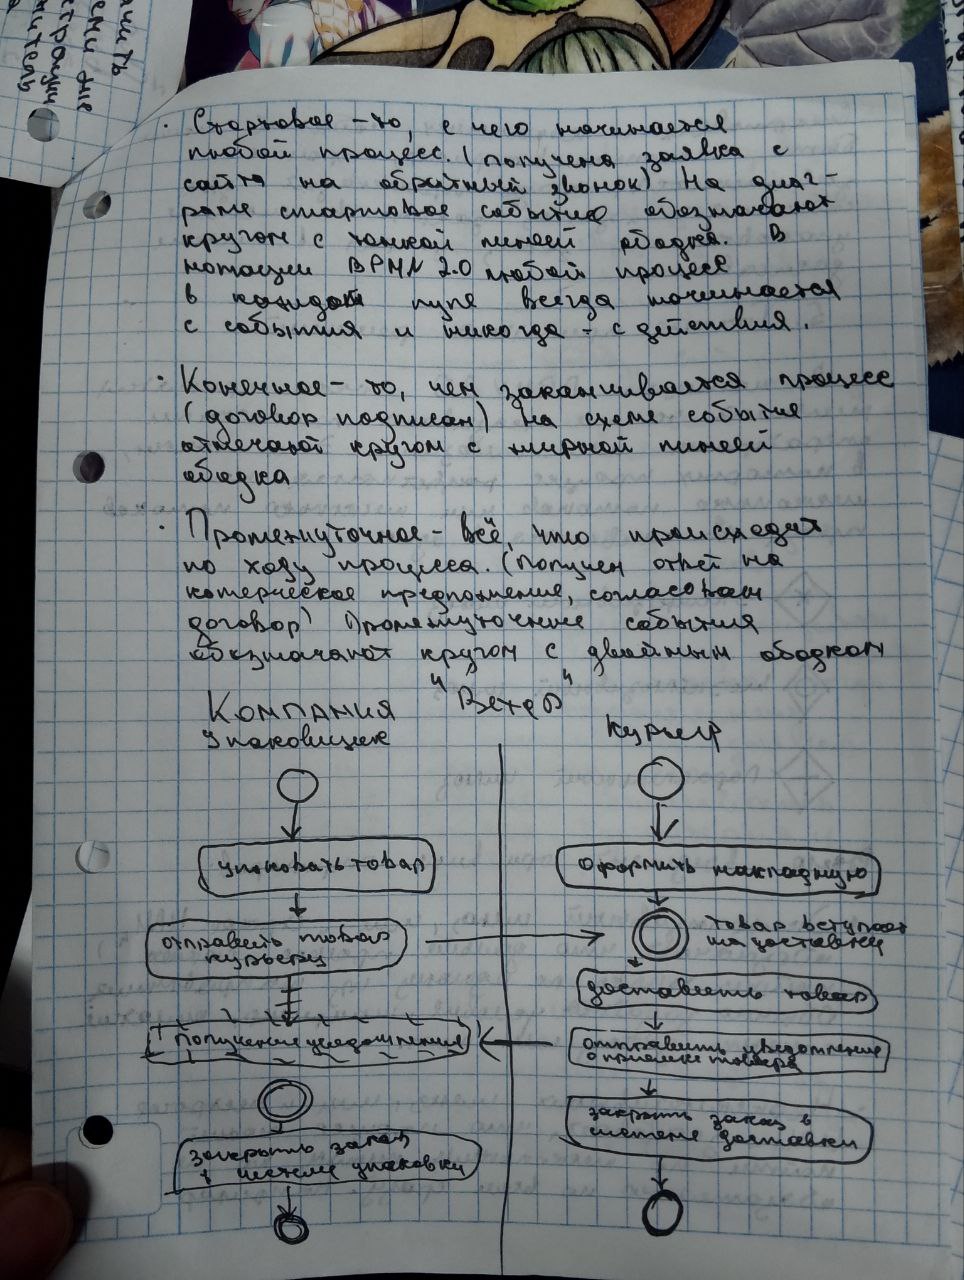 · Стартовое – то, с чего начинается
любой процесс. (получена заявка с
сайта на обратный звонок) На диаг-
раме стартовое событие обозначают
кругом с тонкой линией ободка. В
нотации BPMN 2.0 любой процесс
в каждом пуле всегда начинается
с события и никогда – с действия.
· Конечное – то, чем заканчивается процесс
(договор подписан) На схеме событие
отмечают кругом с жирной линией
ободка
· Промежуточное – всё, что происходит
по ходу процесса. (Получен ответ на
комерческое предложение, согласован
договор) Промежуточные события
обозначают кругом с двойным ободком
Компания "Ветер"
Упаковщик
Курьер
упаковать товар
отправить товар
курьеру
Получение уведомления
закрыть заказ
в системе упаковки
оформить накладную
товар вступает
на доставку
доставить товар
отправить уведомление
о приемке товара
закрыть заказ в
системе доставки